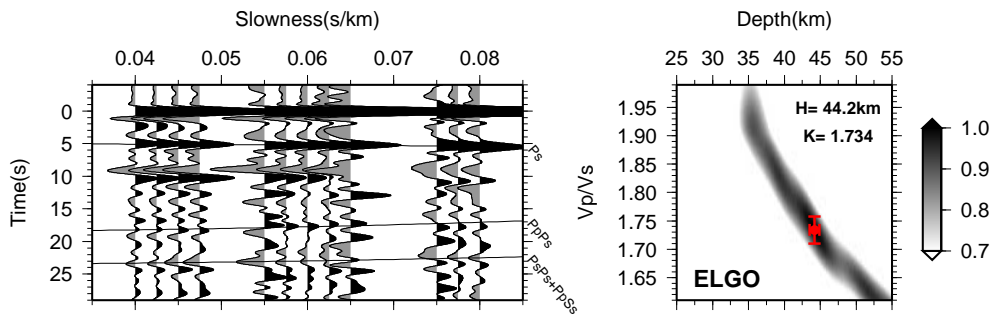 Slowness(s/km)
0.04 0.05 0.06 0.07 0.08
Time(s)
0
5
10
15
20
25
Ps
PpPs
PsPs+PpSs
Depth(km)
25 30 35 40 45 50 55
Vp/Vs
1.95
1.90
1.85
1.80
1.75
1.70
1.65
H= 44.2km
K= 1.734
ELGO
1.0
0.9
0.8
0.7